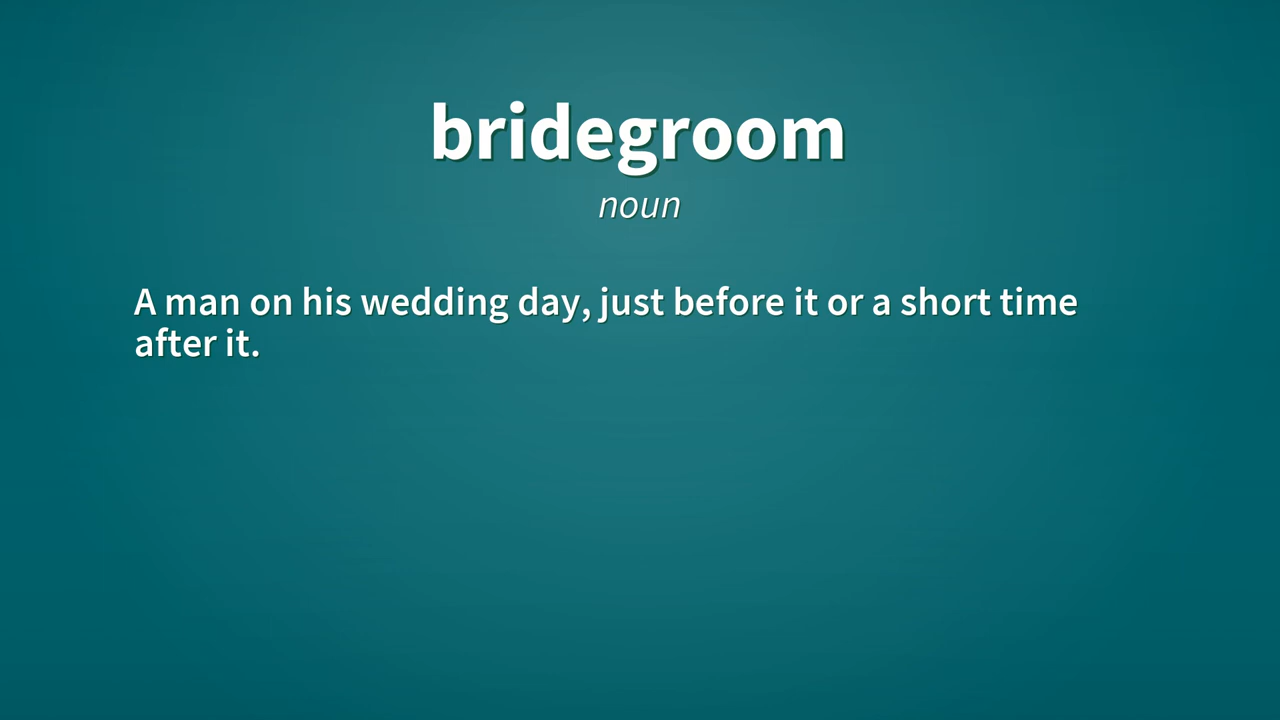 bridegroom
noun
A man on his wedding day, just before it or a short time
after it.